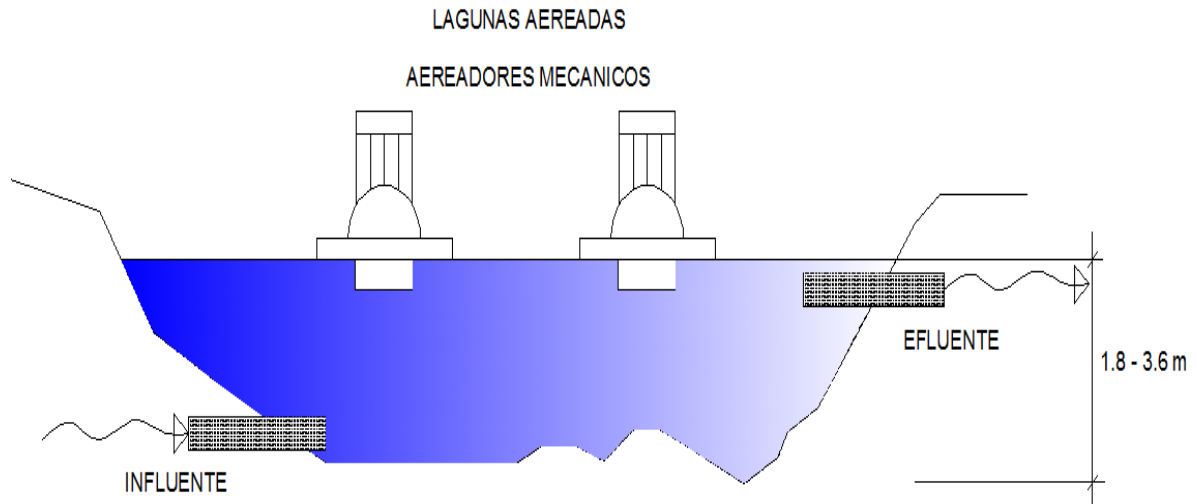 LAGUNAS AEREADAS
AEREADORES MECANICOS
EFLUENTE
1.8 - 3.6 m
INFLUENTE